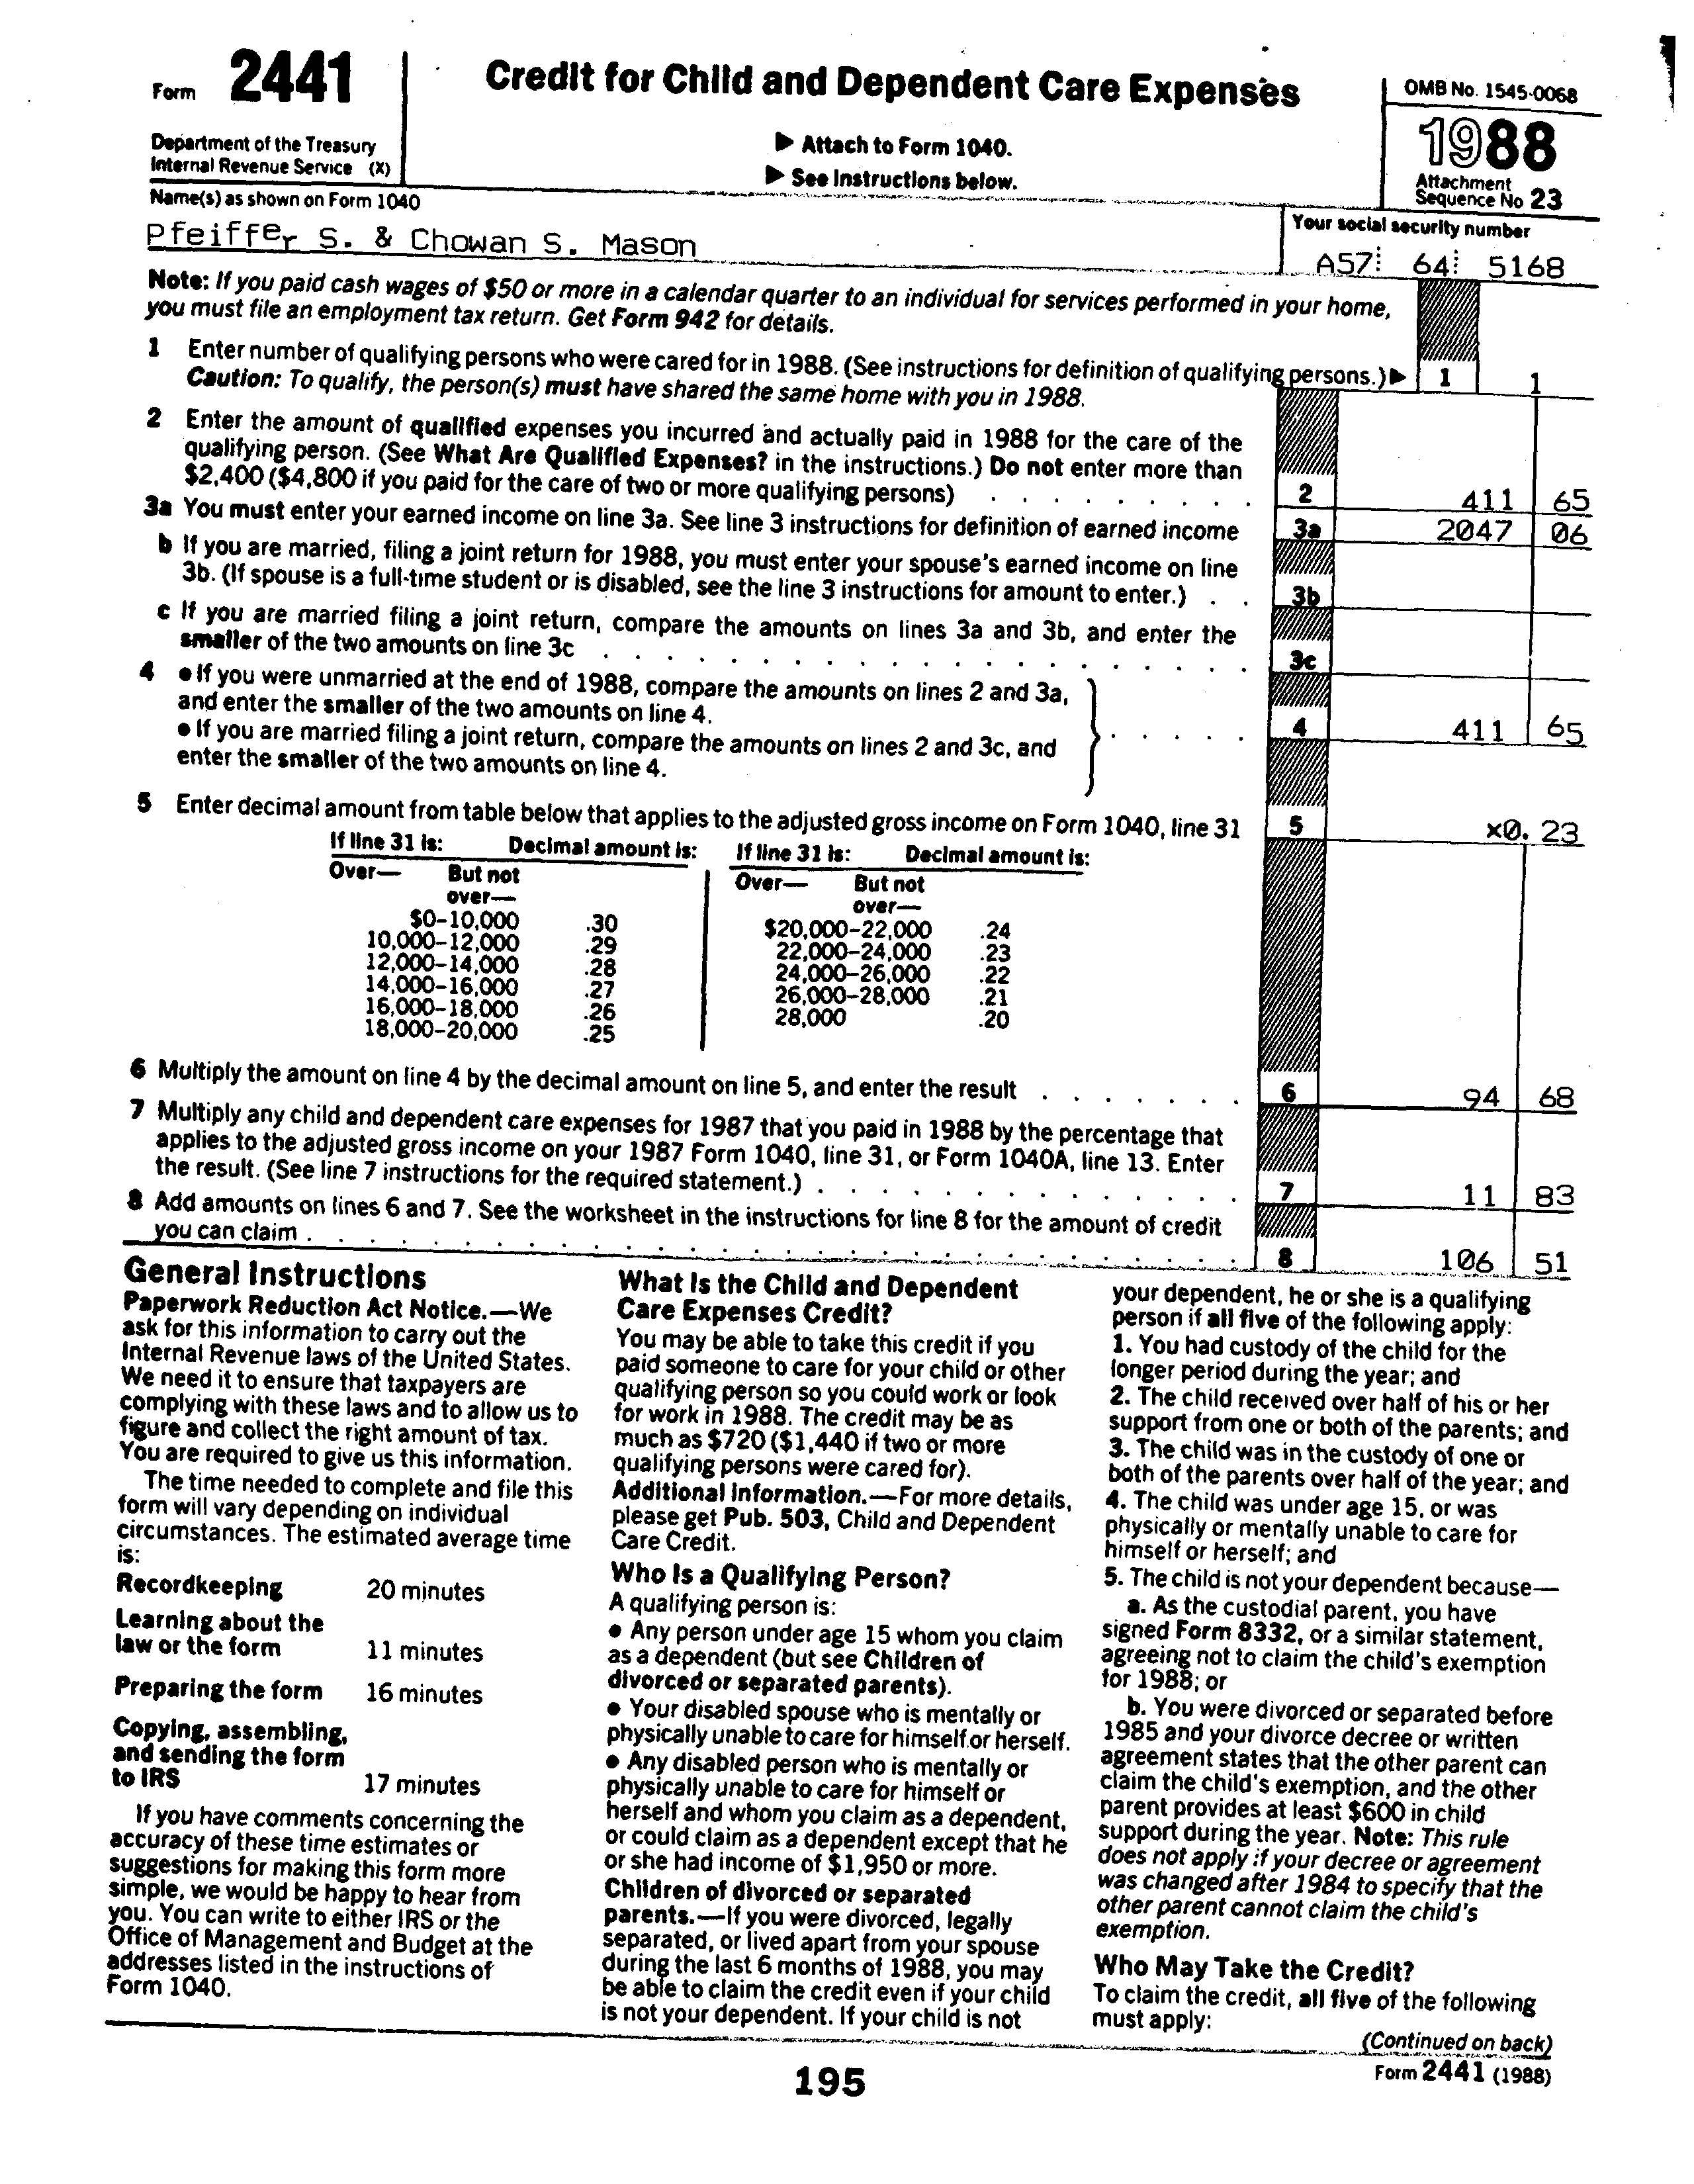 Form 2441
Department of the Treasury
Internal Revenue Service (X)
Credit for Child and Dependent Care Expenses
▶ Attach to Form 1040.
▶ See Instructions below.
OMB No. 1545-0068
1988
Attachment
Sequence No 23
Name(s) as shown on Form 1040
Pfeiffer S. & Chowan S. Mason
Your social security number
A57 64 5168
Note: If you paid cash wages of $50 or more in a calendar quarter to an individual for services performed in your home,
you must file an employment tax return. Get Form 942 for details.
1 Enter number of qualifying persons who were cared for in 1988. (See instructions for definition of qualifying persons.) ▶ 1 1
Caution: To qualify, the person(s) must have shared the same home with you in 1988.
2 Enter the amount of qualified expenses you incurred and actually paid in 1988 for the care of the
qualifying person. (See What Are Qualified Expenses? in the instructions.) Do not enter more than
$2,400 ($4,800 if you paid for the care of two or more qualifying persons) . . . . . . . . . 2 411 65
3a You must enter your earned income on line 3a. See line 3 instructions for definition of earned income 3a 2047 06
b If you are married, filing a joint return for 1988, you must enter your spouse's earned income on line
3b. (If spouse is a full-time student or is disabled, see the line 3 instructions for amount to enter.) . . 3b
c If you are married filing a joint return, compare the amounts on lines 3a and 3b, and enter the
smaller of the two amounts on line 3c . . . . . . . . . . . . . . . . . . . . 3c
4 ● If you were unmarried at the end of 1988, compare the amounts on lines 2 and 3a,
and enter the smaller of the two amounts on line 4.
● If you are married filing a joint return, compare the amounts on lines 2 and 3c, and
enter the smaller of the two amounts on line 4.
. . . . . 4 411 65
5 Enter decimal amount from table below that applies to the adjusted gross income on Form 1040, line 31 5 x0. 23
If line 31 is: Decimal amount is: If line 31 is: Decimal amount is:
Over— But not over— Over— But not over—
$0–10,000 .30 $20,000–22,000 .24
10,000–12,000 .29 22,000–24,000 .23
12,000–14,000 .28 24,000–26,000 .22
14,000–16,000 .27 26,000–28,000 .21
16,000–18,000 .26 28,000 .20
18,000–20,000 .25
6 Multiply the amount on line 4 by the decimal amount on line 5, and enter the result . . . . . . . 6 94 68
7 Multiply any child and dependent care expenses for 1987 that you paid in 1988 by the percentage that
applies to the adjusted gross income on your 1987 Form 1040, line 31, or Form 1040A, line 13. Enter
the result. (See line 7 instructions for the required statement.) . . . . . . . . . . . . . . 7 11 83
8 Add amounts on lines 6 and 7. See the worksheet in the instructions for line 8 for the amount of credit
you can claim . . . . . . . . . . . . . . . . . . . . . . . . . . . . . 8 106 51
General Instructions
Paperwork Reduction Act Notice.—We
ask for this information to carry out the
Internal Revenue laws of the United States.
We need it to ensure that taxpayers are
complying with these laws and to allow us to
figure and collect the right amount of tax.
You are required to give us this information.
The time needed to complete and file this
form will vary depending on individual
circumstances. The estimated average time
is:
Recordkeeping 20 minutes
Learning about the
law or the form 11 minutes
Preparing the form 16 minutes
Copying, assembling,
and sending the form
to IRS 17 minutes
If you have comments concerning the
accuracy of these time estimates or
suggestions for making this form more
simple, we would be happy to hear from
you. You can write to either IRS or the
Office of Management and Budget at the
addresses listed in the instructions of
Form 1040.
What Is the Child and Dependent
Care Expenses Credit?
You may be able to take this credit if you
paid someone to care for your child or other
qualifying person so you could work or look
for work in 1988. The credit may be as
much as $720 ($1,440 if two or more
qualifying persons were cared for).
Additional Information.—For more details,
please get Pub. 503, Child and Dependent
Care Credit.
Who Is a Qualifying Person?
A qualifying person is:
● Any person under age 15 whom you claim
as a dependent (but see Children of
divorced or separated parents).
● Your disabled spouse who is mentally or
physically unable to care for himself or herself.
● Any disabled person who is mentally or
physically unable to care for himself or
herself and whom you claim as a dependent,
or could claim as a dependent except that he
or she had income of $1,950 or more.
Children of divorced or separated
parents.—If you were divorced, legally
separated, or lived apart from your spouse
during the last 6 months of 1988, you may
be able to claim the credit even if your child
is not your dependent. If your child is not
your dependent, he or she is a qualifying
person if all five of the following apply:
1. You had custody of the child for the
longer period during the year; and
2. The child received over half of his or her
support from one or both of the parents; and
3. The child was in the custody of one or
both of the parents over half of the year; and
4. The child was under age 15, or was
physically or mentally unable to care for
himself or herself; and
5. The child is not your dependent because—
a. As the custodial parent, you have
signed Form 8332, or a similar statement,
agreeing not to claim the child's exemption
for 1988; or
b. You were divorced or separated before
1985 and your divorce decree or written
agreement states that the other parent can
claim the child's exemption, and the other
parent provides at least $600 in child
support during the year. Note: This rule
does not apply if your decree or agreement
was changed after 1984 to specify that the
other parent cannot claim the child's
exemption.
Who May Take the Credit?
To claim the credit, all five of the following
must apply:
(Continued on back)
195
Form 2441 (1988)